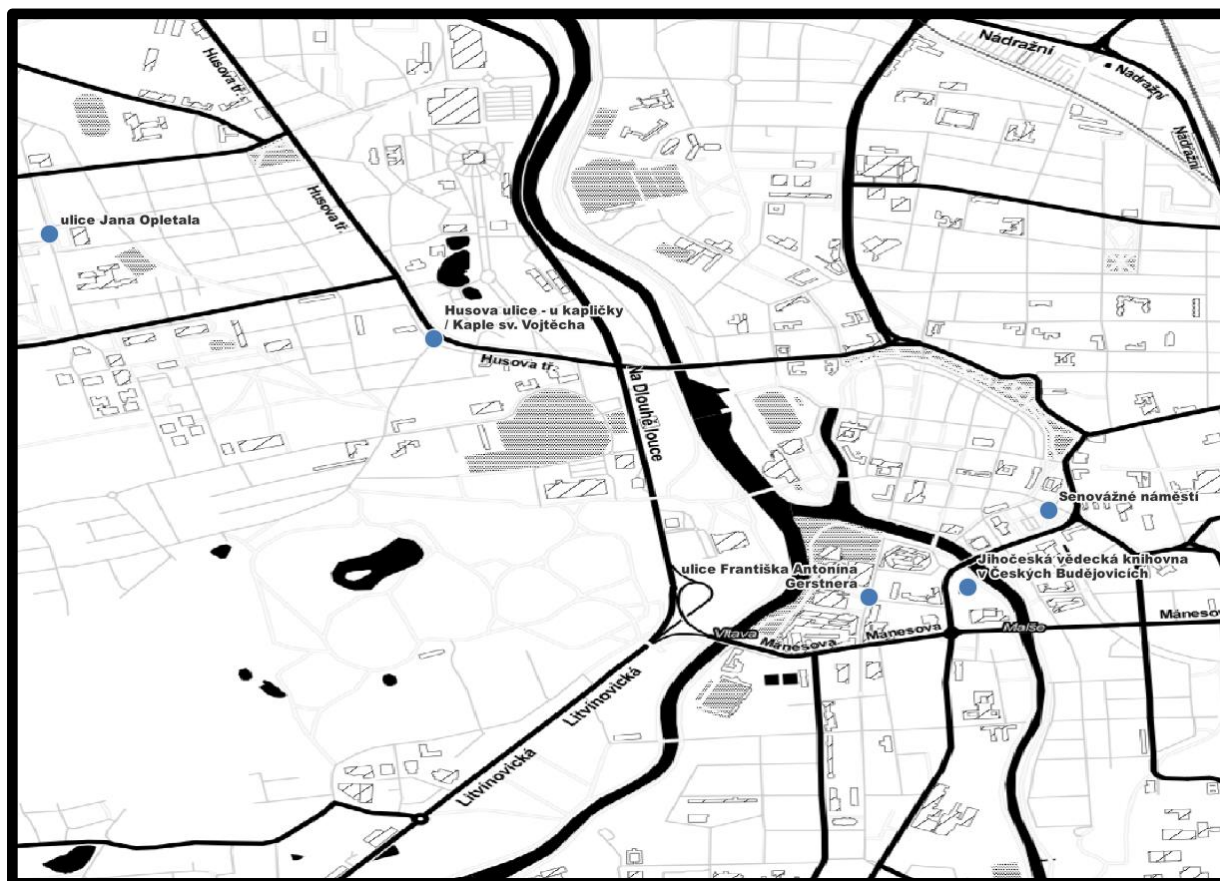 Nádražní
Nádražní
Nádražní
Husova tř.
Husova tř.
ulice Jana Opletala
Husova ulice - u kapličky
/ Kaple sv. Vojtěcha
Husova tř.
Na Dlouhé louce
Senovážné náměstí
Jihočeská vědecká knihovna
v Českých Budějovicích
ulice Františka Antonína
Gerstnera
Vltava
Mánesova
Mánesova
Malše
Mánesov
Litvínovická
Litvínovická